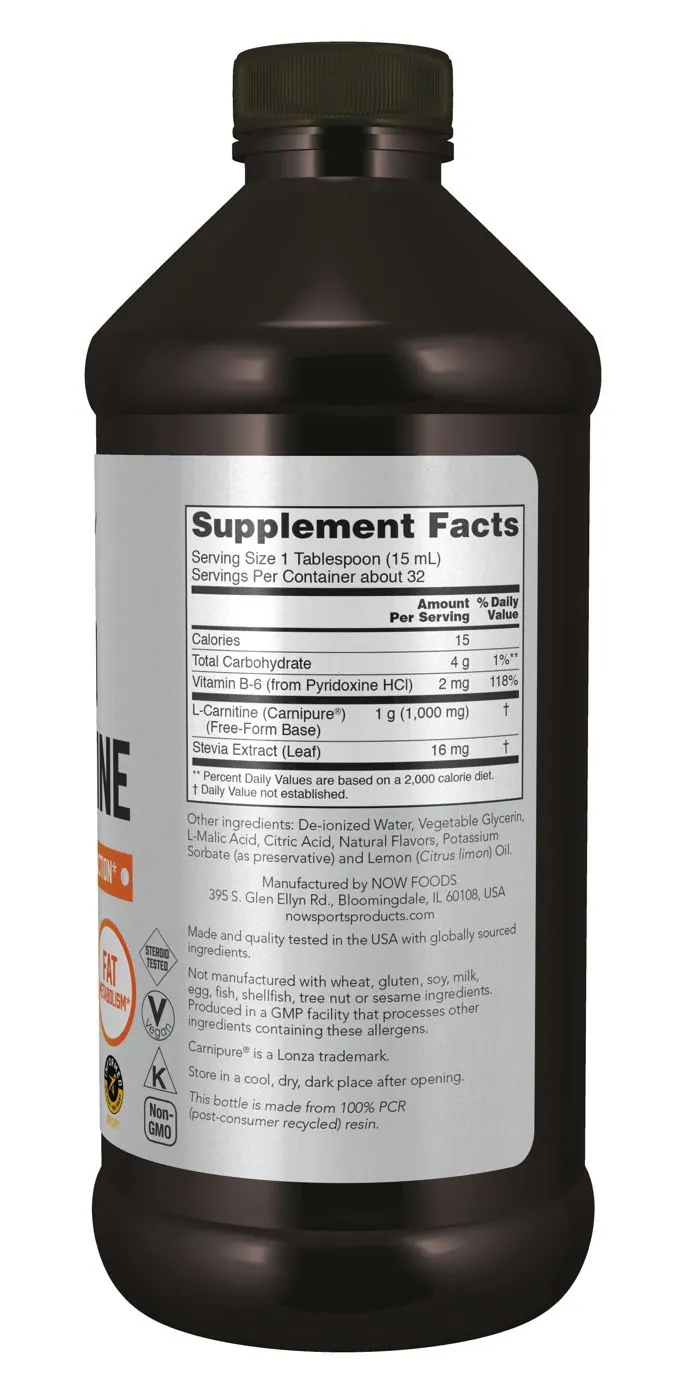 Supplement Facts
Serving Size 1 Tablespoon (15 mL)
Servings Per Container about 32
Amount Per Serving % Daily Value
Calories 15
Total Carbohydrate 4 g 1%**
Vitamin B-6 (from Pyridoxine HCl) 2 mg 118%
L-Carnitine (Carnipure®) 1 g (1,000 mg) †
(Free-Form Base)
Stevia Extract (Leaf) 16 mg †
** Percent Daily Values are based on a 2,000 calorie diet.
† Daily Value not established.
Other ingredients: De-ionized Water, Vegetable Glycerin,
L-Malic Acid, Citric Acid, Natural Flavors, Potassium
Sorbate (as preservative) and Lemon (Citrus limon) Oil.
Manufactured by NOW FOODS
395 S. Glen Ellyn Rd., Bloomingdale, IL 60108, USA
nowsportsproducts.com
Made and quality tested in the USA with globally sourced
ingredients.
Not manufactured with wheat, gluten, soy, milk,
egg, fish, shellfish, tree nut or sesame ingredients.
Produced in a GMP facility that processes other
ingredients containing these allergens.
Carnipure® is a Lonza trademark.
Store in a cool, dry, dark place after opening.
This bottle is made from 100% PCR
(post-consumer recycled) resin.
INE
FAT
STEROID
TESTED
V
vegan
K
Non-
GMO
SPORT